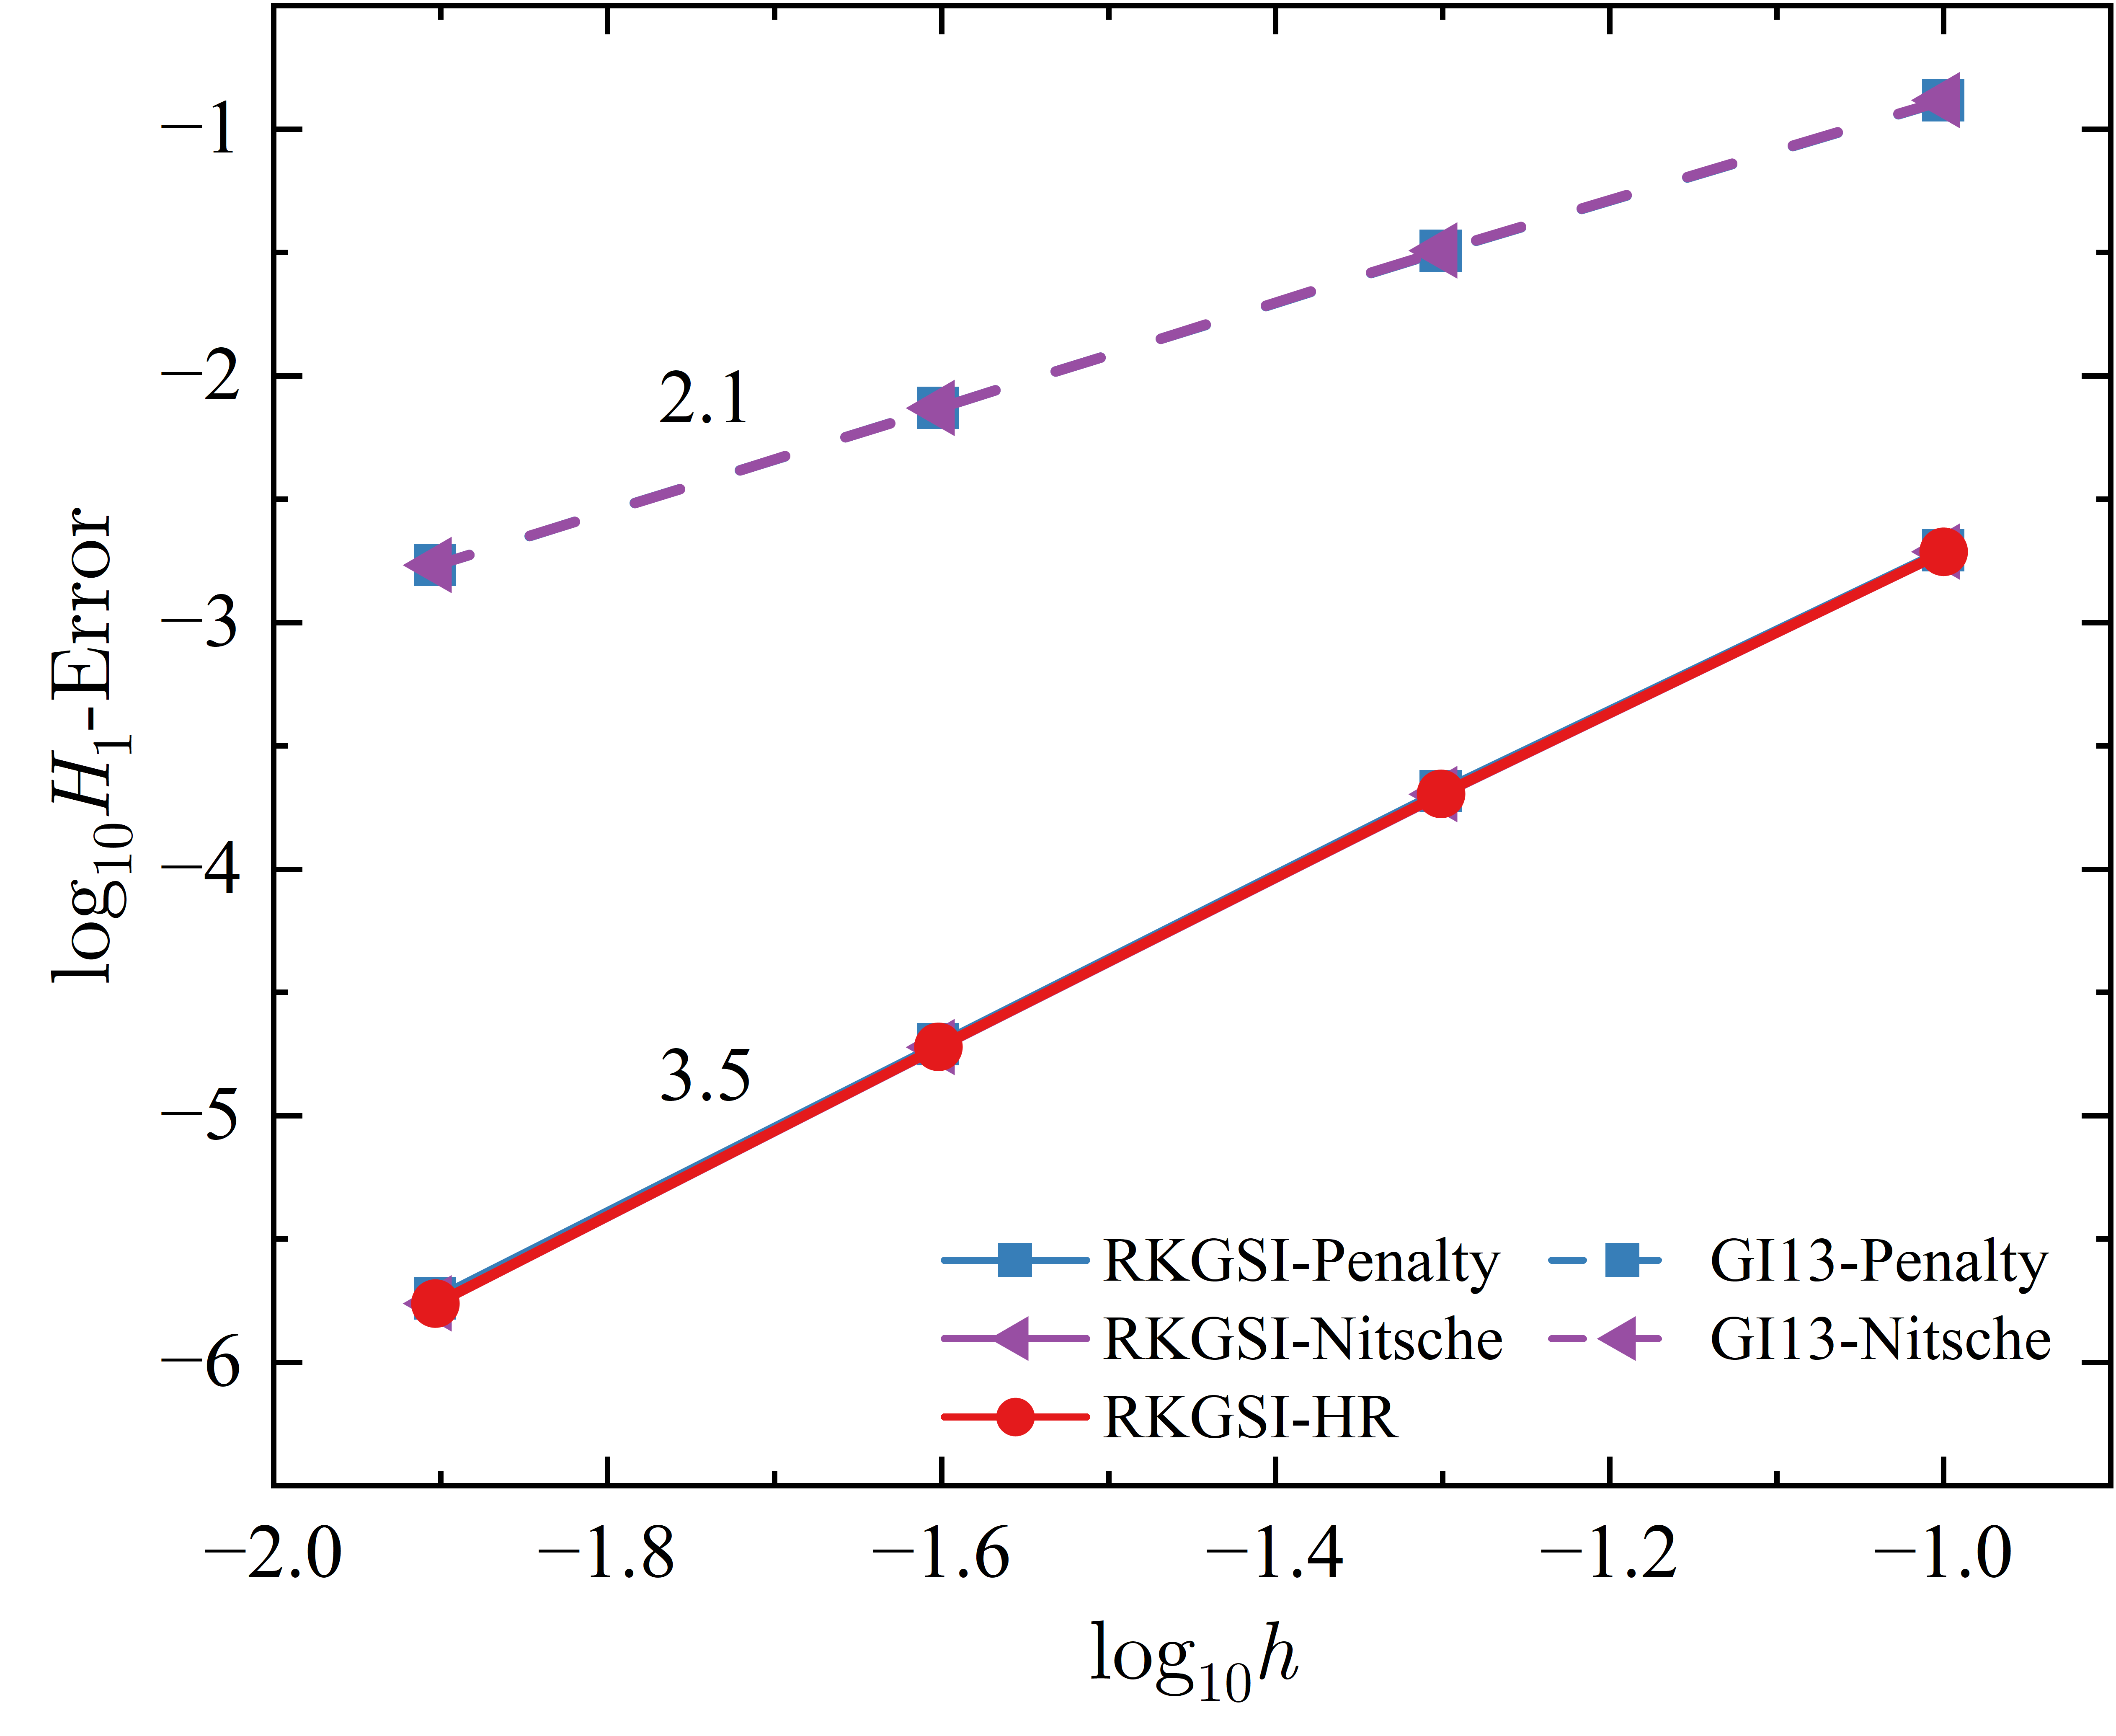 −1
−2
−3
−4
−5
−6
log₁₀H₁-Error
2.1
3.5
RKGSI-Penalty
GI13-Penalty
RKGSI-Nitsche
GI13-Nitsche
RKGSI-HR
−2.0
−1.8
−1.6
−1.4
−1.2
−1.0
log₁₀h